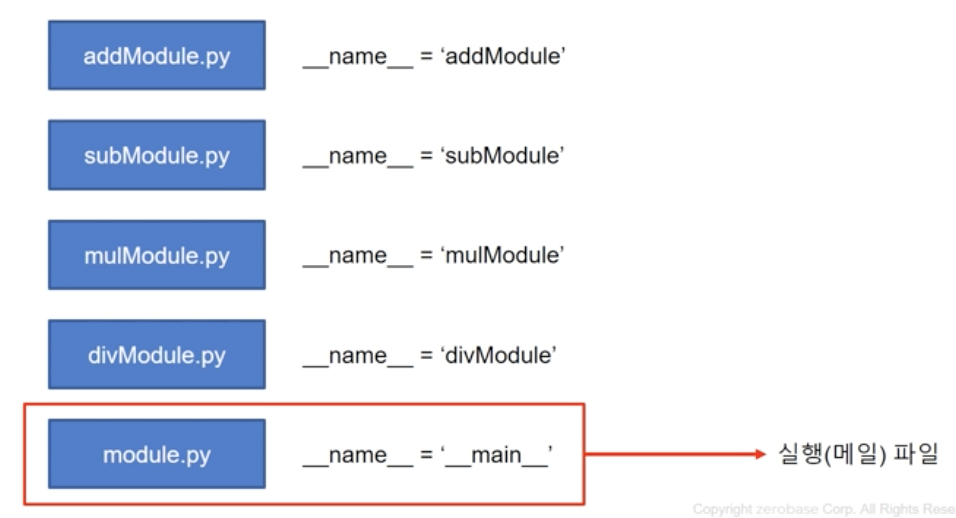 addModule.py __name__ = ‘addModule’
subModule.py __name__ = ‘subModule’
mulModule.py __name__ = ‘mulModule’
divModule.py __name__ = ‘divModule’
module.py __name__ = ‘__main__’ 실행(메일) 파일
Copyright zerobase Corp. All Rights Rese